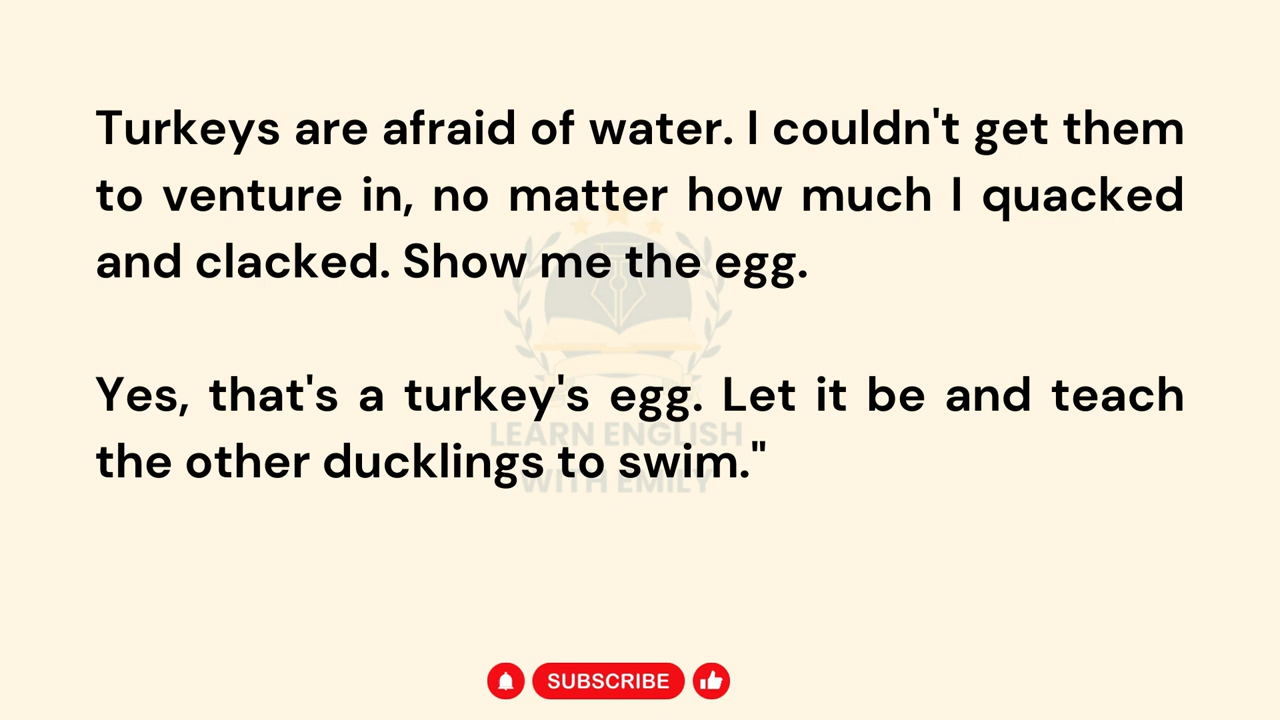 Turkeys are afraid of water. I couldn't get them
to venture in, no matter how much I quacked
and clacked. Show me the egg.
Yes, that's a turkey's egg. Let it be and teach
LEARN ENGLISH
the other ducklings to swim."
WITH EMILY
SUBSCRIBE